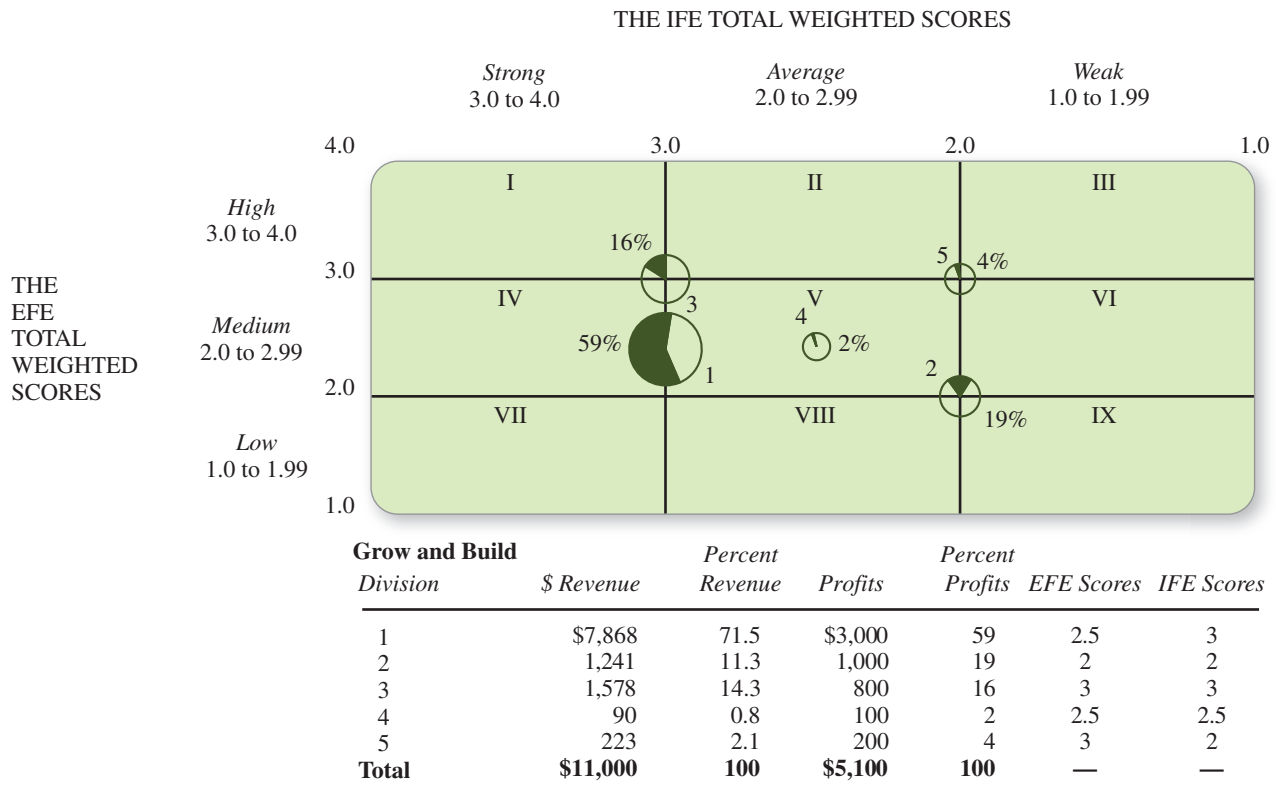 THE IFE TOTAL WEIGHTED SCORES
Strong Average Weak
3.0 to 4.0 2.0 to 2.99 1.0 to 1.99
4.0 3.0 2.0 1.0
I II III
High
3.0 to 4.0
16%
5 4%
3.0
THE
EFE
TOTAL
WEIGHTED
SCORES
IV V VI
3
4
Medium
2.0 to 2.99
59%
2%
1
2
2.0
VII VIII IX
19%
Low
1.0 to 1.99
1.0
Grow and Build Percent Percent
Division $ Revenue Revenue Profits Profits EFE Scores IFE Scores
1 $7,868 71.5 $3,000 59 2.5 3
2 1,241 11.3 1,000 19 2 2
3 1,578 14.3 800 16 3 3
4 90 0.8 100 2 2.5 2.5
5 223 2.1 200 4 3 2
Total $11,000 100 $5,100 100 — —